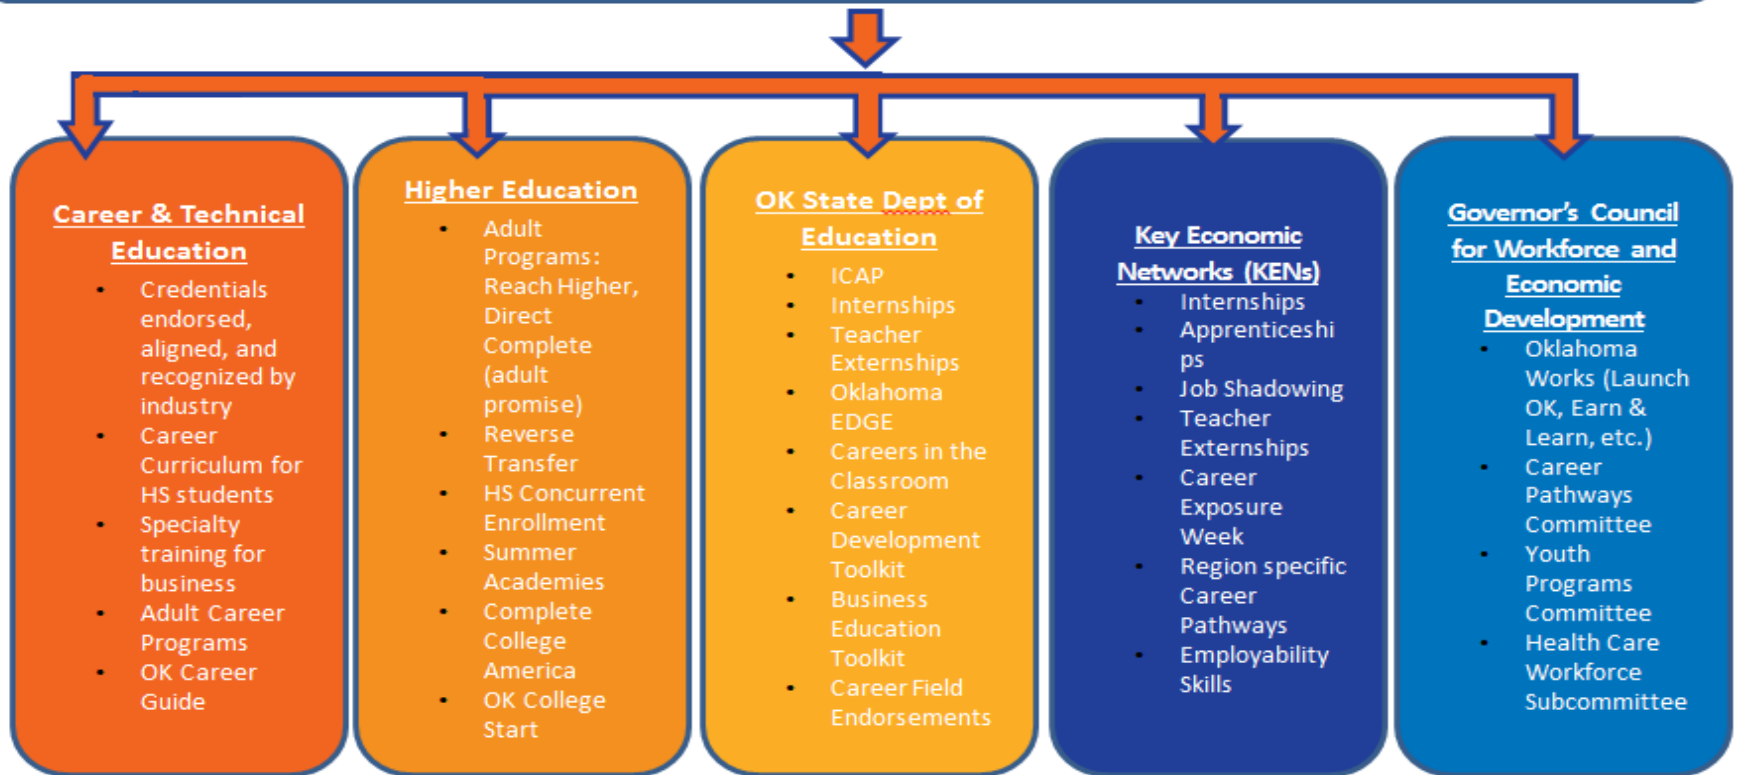 Career & Technical
Education
• Credentials
endorsed,
aligned, and
recognized by
industry
• Career
Curriculum for
HS students
• Specialty
training for
business
• Adult Career
Programs
• OK Career
Guide
Higher Education
• Adult
Programs:
Reach Higher,
Direct
Complete
(adult
promise)
• Reverse
Transfer
• HS Concurrent
Enrollment
• Summer
Academies
• Complete
College
America
• OK College
Start
OK State Dept of
Education
• ICAP
• Internships
• Teacher
Externships
• Oklahoma
EDGE
• Careers in the
Classroom
• Career
Development
Toolkit
• Business
Education
Toolkit
• Career Field
Endorsements
Key Economic
Networks (KENs)
• Internships
• Apprenticeshi
ps
• Job Shadowing
• Teacher
Externships
• Career
Exposure
Week
• Region specific
Career
Pathways
• Employability
Skills
Governor's Council
for Workforce and
Economic
Development
• Oklahoma
Works (Launch
OK, Earn &
Learn, etc.)
• Career
Pathways
Committee
• Youth
Programs
Committee
• Health Care
Workforce
Subcommittee